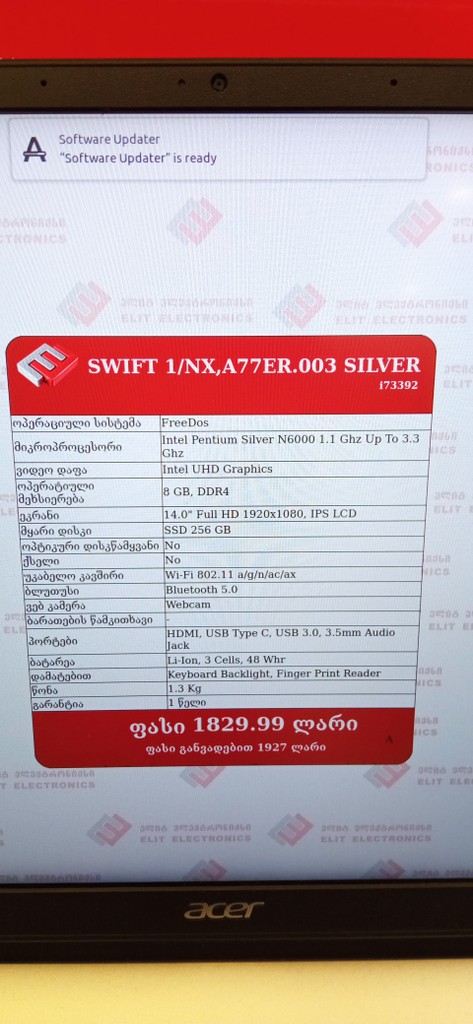 Software Updater
"Software Updater" is ready
ELIT ELECTRONICS
SWIFT 1/NX,A77ER.003 SILVER
i73392
ოპერაციული სისტემა FreeDos
მიკროპროცესორი Intel Pentium Silver N6000 1.1 Ghz Up To 3.3
Ghz
ვიდეო დაფა Intel UHD Graphics
ოპერატიული
მეხსიერება 8 GB, DDR4
ეკრანი 14.0" Full HD 1920x1080, IPS LCD
მყარი დისკი SSD 256 GB
ოპტიკური დისკწამყვანი No
ქსელი No
უკაბელო კავშირი Wi-Fi 802.11 a/g/n/ac/ax
ბლუთუსი Bluetooth 5.0
ვებ კამერა Webcam
ბარათების წამკითხავი -
პორტები HDMI, USB Type C, USB 3.0, 3.5mm Audio
Jack
ბატარეა Li-Ion, 3 Cells, 48 Whr
დამატებით Keyboard Backlight, Finger Print Reader
წონა 1.3 Kg
გარანტია 1 წელი
ფასი 1829.99 ლარი
ფასი განვადებით 1927 ლარი
A
ELIT ELECTRONICS
ELIT ELECTRONICS
acer